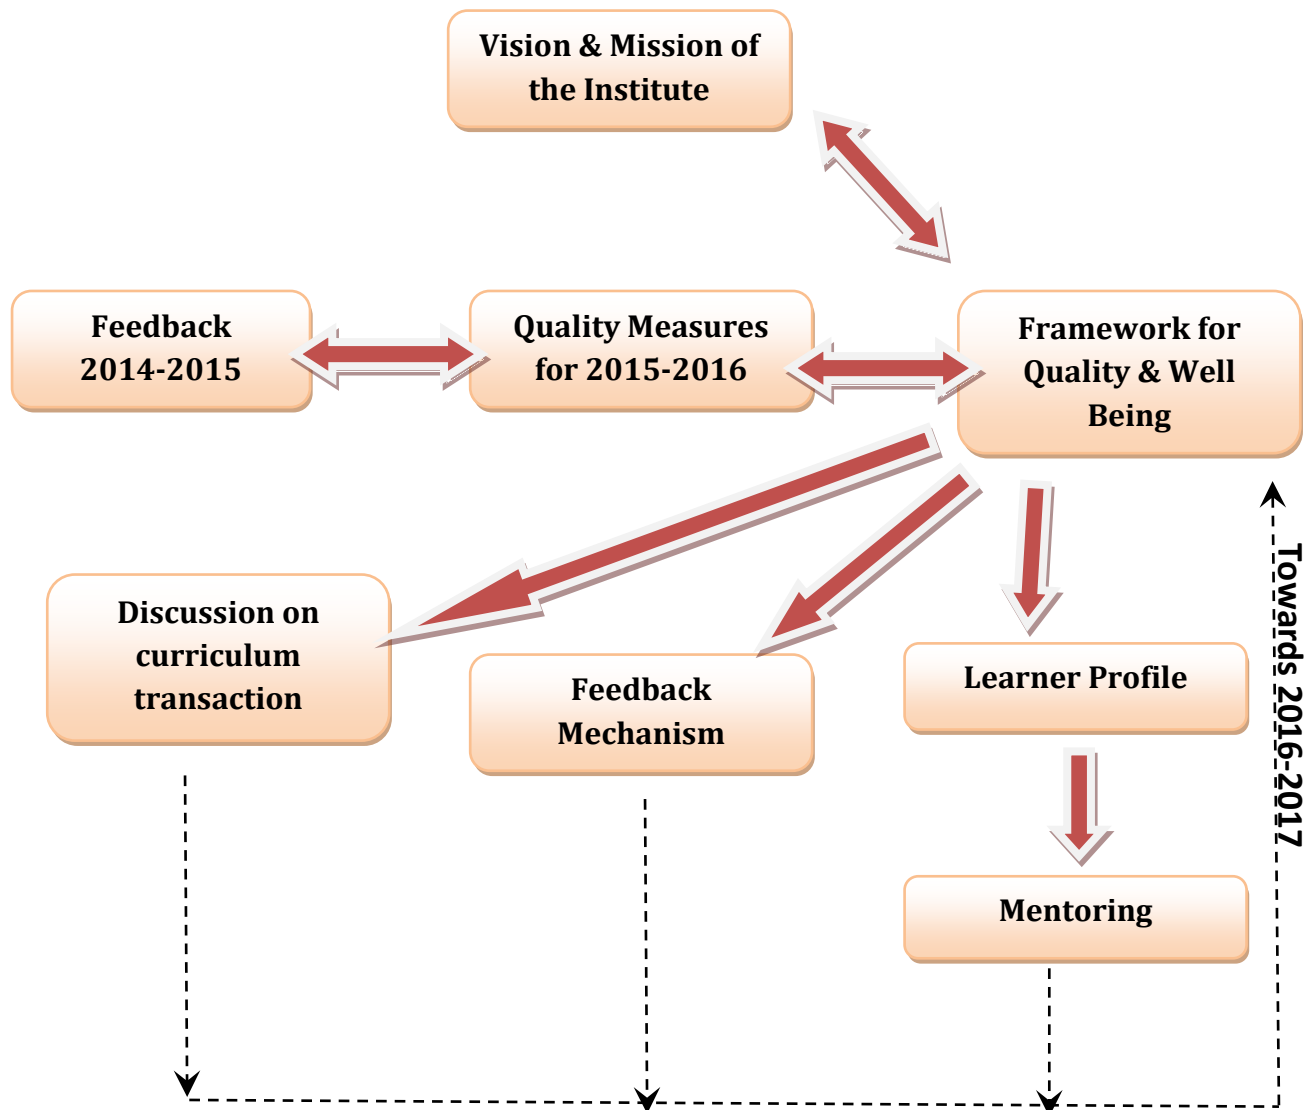 Vision & Mission of
the Institute
Feedback
2014-2015
Quality Measures
for 2015-2016
Framework for
Quality & Well
Being
Discussion on
curriculum
transaction
Feedback
Mechanism
Learner Profile
Mentoring
Towards 2016-2017